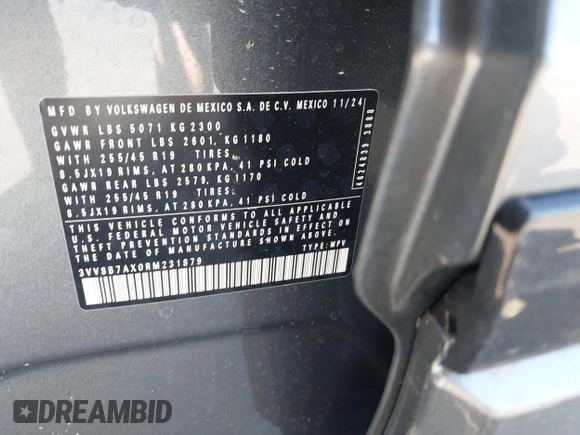 MFD BY VOLKSWAGEN DE MEXICO S.A. DE C.V. MEXICO 11/24
GVWR LBS 5071 KG 2300
GAWR FRONT LBS 2601, KG 1180
WITH 255/45 R19 TIRES,
8.5JX19 RIMS, AT 280 KPA, 41 PSI COLD
GAWR REAR LBS 2579, KG 1170
WITH 255/45 R19 TIRES,
8.5JX19 RIMS, AT 280 KPA, 41 PSI COLD
THIS VEHICLE CONFORMS TO ALL APPLICABLE
U.S. FEDERAL MOTOR VEHICLE SAFETY AND
THEFT PREVENTION STANDARDS IN EFFECT ON
THE DATE OF MANUFACTURE
TYPE: MPV
3VVSB7AX0RM231879
4624839 3888
DREAMBID